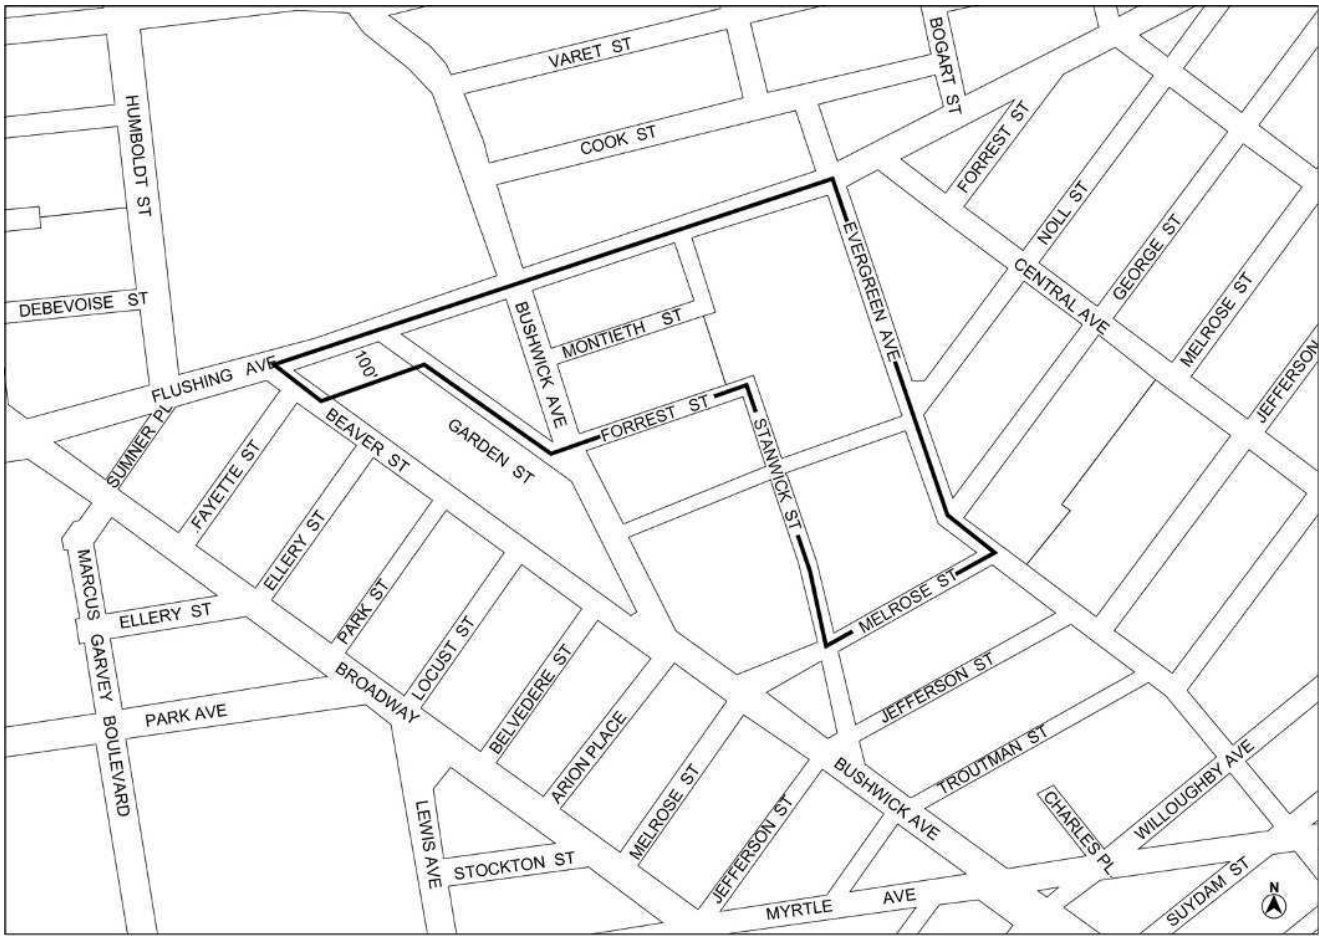 VARET ST
BOGART ST
HUMBOLDT ST
COOK ST
FORREST ST
NOLL ST
GEORGE ST
EVERGREEN AVE
CENTRAL AVE
MELROSE ST
DEBEVOISE ST
BUSHWICK AVE
MONTIETH ST
JEFFERSON
FLUSHING AVE
100'
SUMNER PL
FAYETTE ST
BEAVER ST
GARDEN ST
FORREST ST
STANWICK ST
ELLERY ST
MARCUS GARVEY BOULEVARD
ELLERY ST
PARK ST
LOCUST ST
MELROSE ST
BELVEDERE ST
BROADWAY
PARK AVE
JEFFERSON ST
ARION PLACE
TROUTMAN ST
MELROSE ST
JEFFERSON ST
BUSHWICK AVE
WILLOUGHBY AVE
CHARLES PL
LEWIS AVE
STOCKTON ST
MYRTLE AVE
SUYDAM ST
N